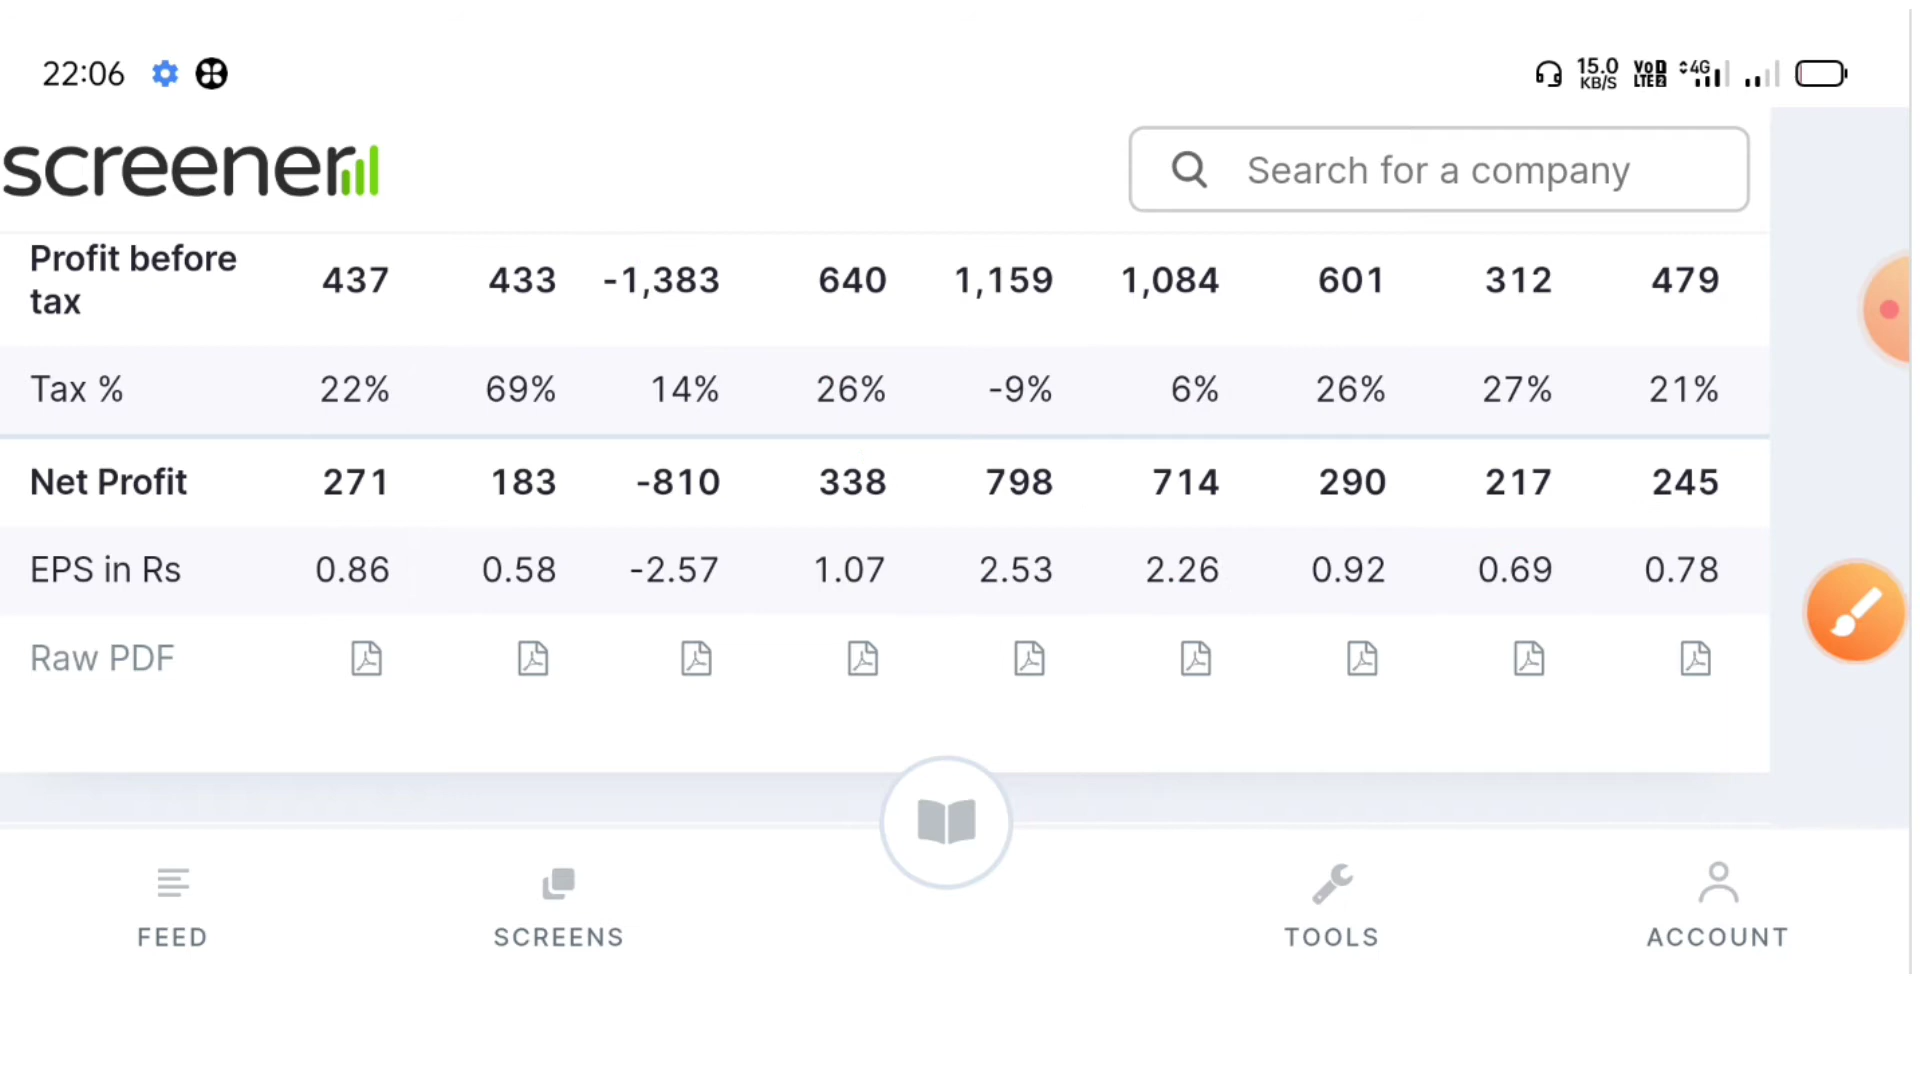 22:06 15.0 KB/S VoD LTE2 4G
screener Search for a company
Profit before tax 437 433 -1,383 640 1,159 1,084 601 312 479
Tax % 22% 69% 14% 26% -9% 6% 26% 27% 21%
Net Profit 271 183 -810 338 798 714 290 217 245
EPS in Rs 0.86 0.58 -2.57 1.07 2.53 2.26 0.92 0.69 0.78
Raw PDF
FEED SCREENS TOOLS ACCOUNT